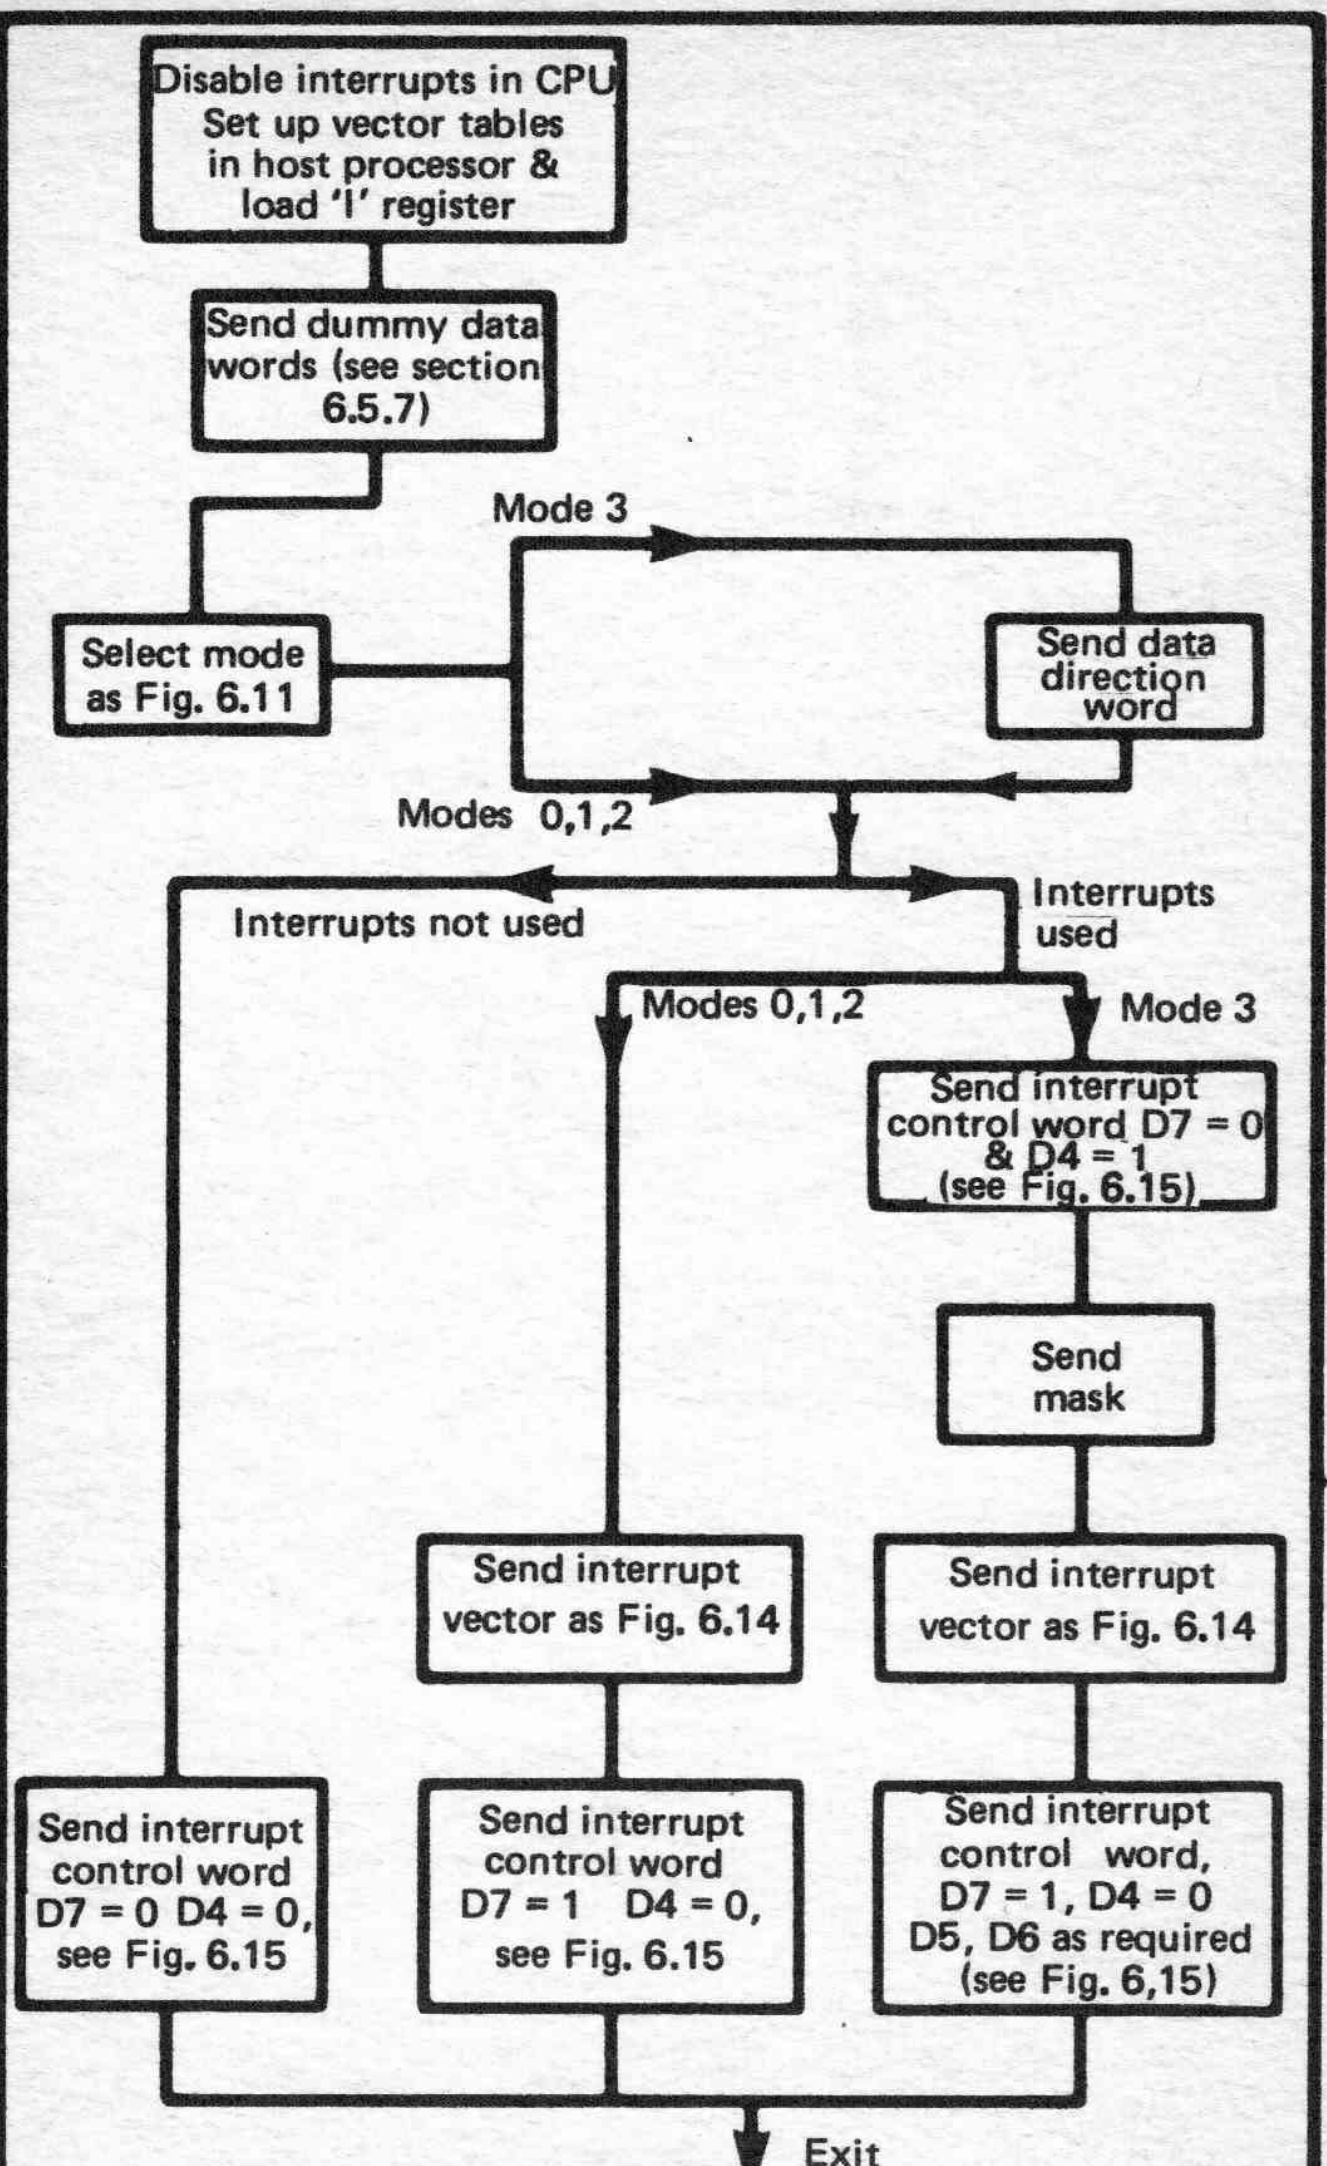 Disable interrupts in CPU
Set up vector tables
in host processor &
load 'I' register
Send dummy data
words (see section
6.5.7)
Mode 3
Select mode
as Fig. 6.11
Send data
direction
word
Modes 0,1,2
Interrupts not used
Interrupts
used
Modes 0,1,2
Mode 3
Send interrupt
control word D7 = 0
& D4 = 1
(see Fig. 6.15)
Send
mask
Send interrupt
vector as Fig. 6.14
Send interrupt
vector as Fig. 6.14
Send interrupt
control word
D7 = 0 D4 = 0,
see Fig. 6.15
Send interrupt
control word
D7 = 1 D4 = 0,
see Fig. 6.15
Send interrupt
control word,
D7 = 1, D4 = 0
D5, D6 as required
(see Fig. 6,15)
Exit